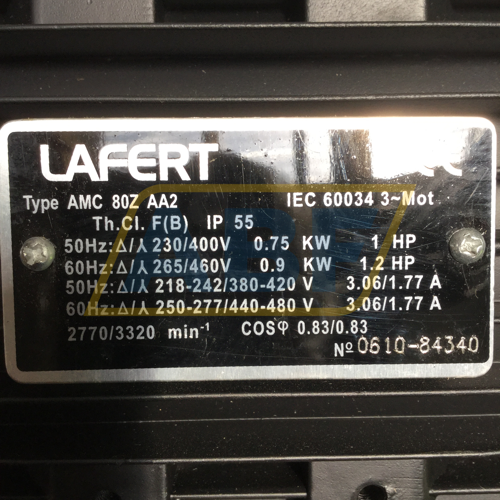 LAFERT
Type AMC 80Z AA2 IEC 60034 3~Mot
Th.Cl. F(B) IP 55
50Hz:Δ/⅄ 230/400V 0.75 KW 1 HP
60Hz:Δ/⅄ 265/460V 0.9 KW 1.2 HP
50Hz:Δ/⅄ 218-242/380-420 V 3.06/1.77 A
60Hz:Δ/⅄ 250-277/440-480 V 3.06/1.77 A
2770/3320 min⁻¹ COSφ 0.83/0.83
Nº 0610-84340